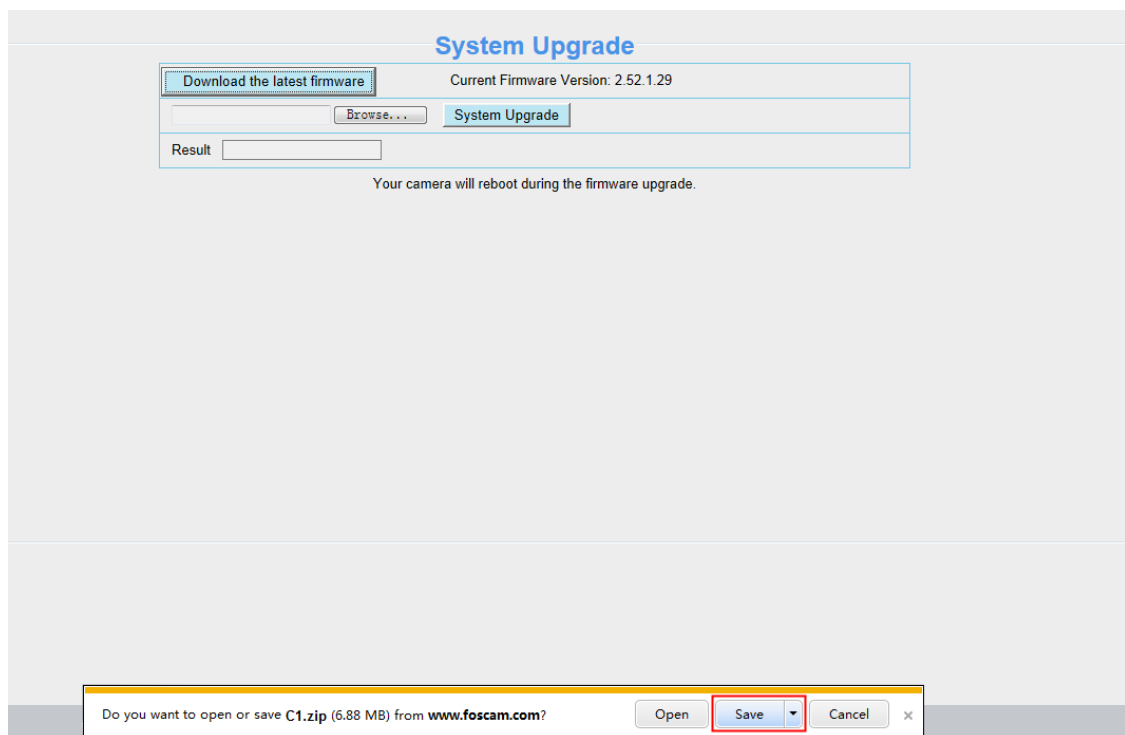 System Upgrade
Download the latest firmware Current Firmware Version: 2.52.1.29
Browse... System Upgrade
Result
Your camera will reboot during the firmware upgrade.
Do you want to open or save C1.zip (6.88 MB) from www.foscam.com? Open Save Cancel ×